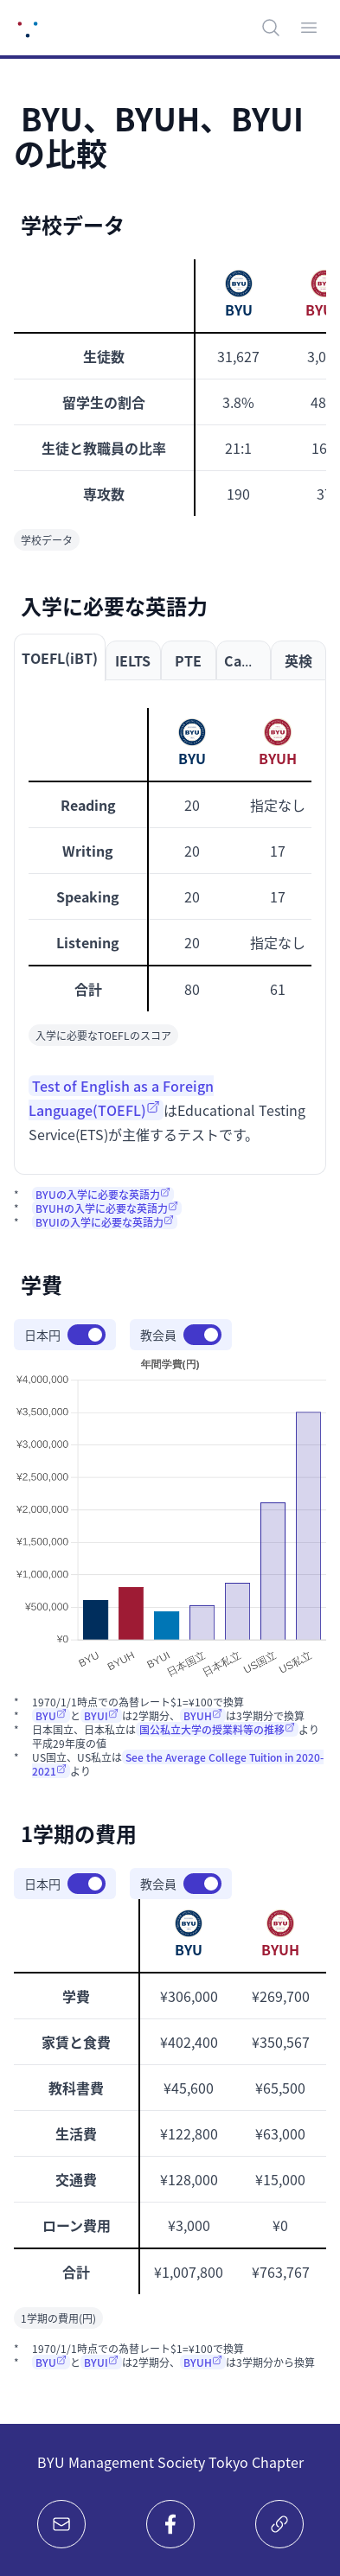 BYU、BYUH、BYUI
の比較
学校データ
BYU
生徒数 31,627
留学生の割合 3.8%
生徒と教職員の比率 21:1
専攻数 190
学校データ
入学に必要な英語力
TOEFL(iBT) IELTS PTE Ca... 英検
BYU BYUH
Reading 20 指定なし
Writing 20 17
Speaking 20 17
Listening 20 指定なし
合計 80 61
入学に必要なTOEFLのスコア
Test of English as a Foreign
Language(TOEFL) はEducational Testing
Service(ETS)が主催するテストです。
* BYUの入学に必要な英語力
* BYUHの入学に必要な英語力
* BYUIの入学に必要な英語力
学費
日本円 教会員
年間学費(円)
¥4,000,000
¥3,500,000
¥3,000,000
¥2,500,000
¥2,000,000
¥1,500,000
¥1,000,000
¥500,000
¥0
BYU BYUH BYUI 日本国立 日本私立 US国立 US私立
* 1970/1/1時点での為替レート$1=¥100で換算
* BYU と BYUI は2学期分、 BYUH は3学期分で換算
* 日本国立、日本私立は 国公私立大学の授業料等の推移 より
平成29年度の値
* US国立、US私立は See the Average College Tuition in 2020-
2021 より
1学期の費用
日本円 教会員
BYU BYUH
学費 ¥306,000 ¥269,700
家賃と食費 ¥402,400 ¥350,567
教科書費 ¥45,600 ¥65,500
生活費 ¥122,800 ¥63,000
交通費 ¥128,000 ¥15,000
ローン費用 ¥3,000 ¥0
合計 ¥1,007,800 ¥763,767
1学期の費用(円)
* 1970/1/1時点での為替レート$1=¥100で換算
* BYU と BYUI は2学期分、 BYUH は3学期分から換算
BYU Management Society Tokyo Chapter